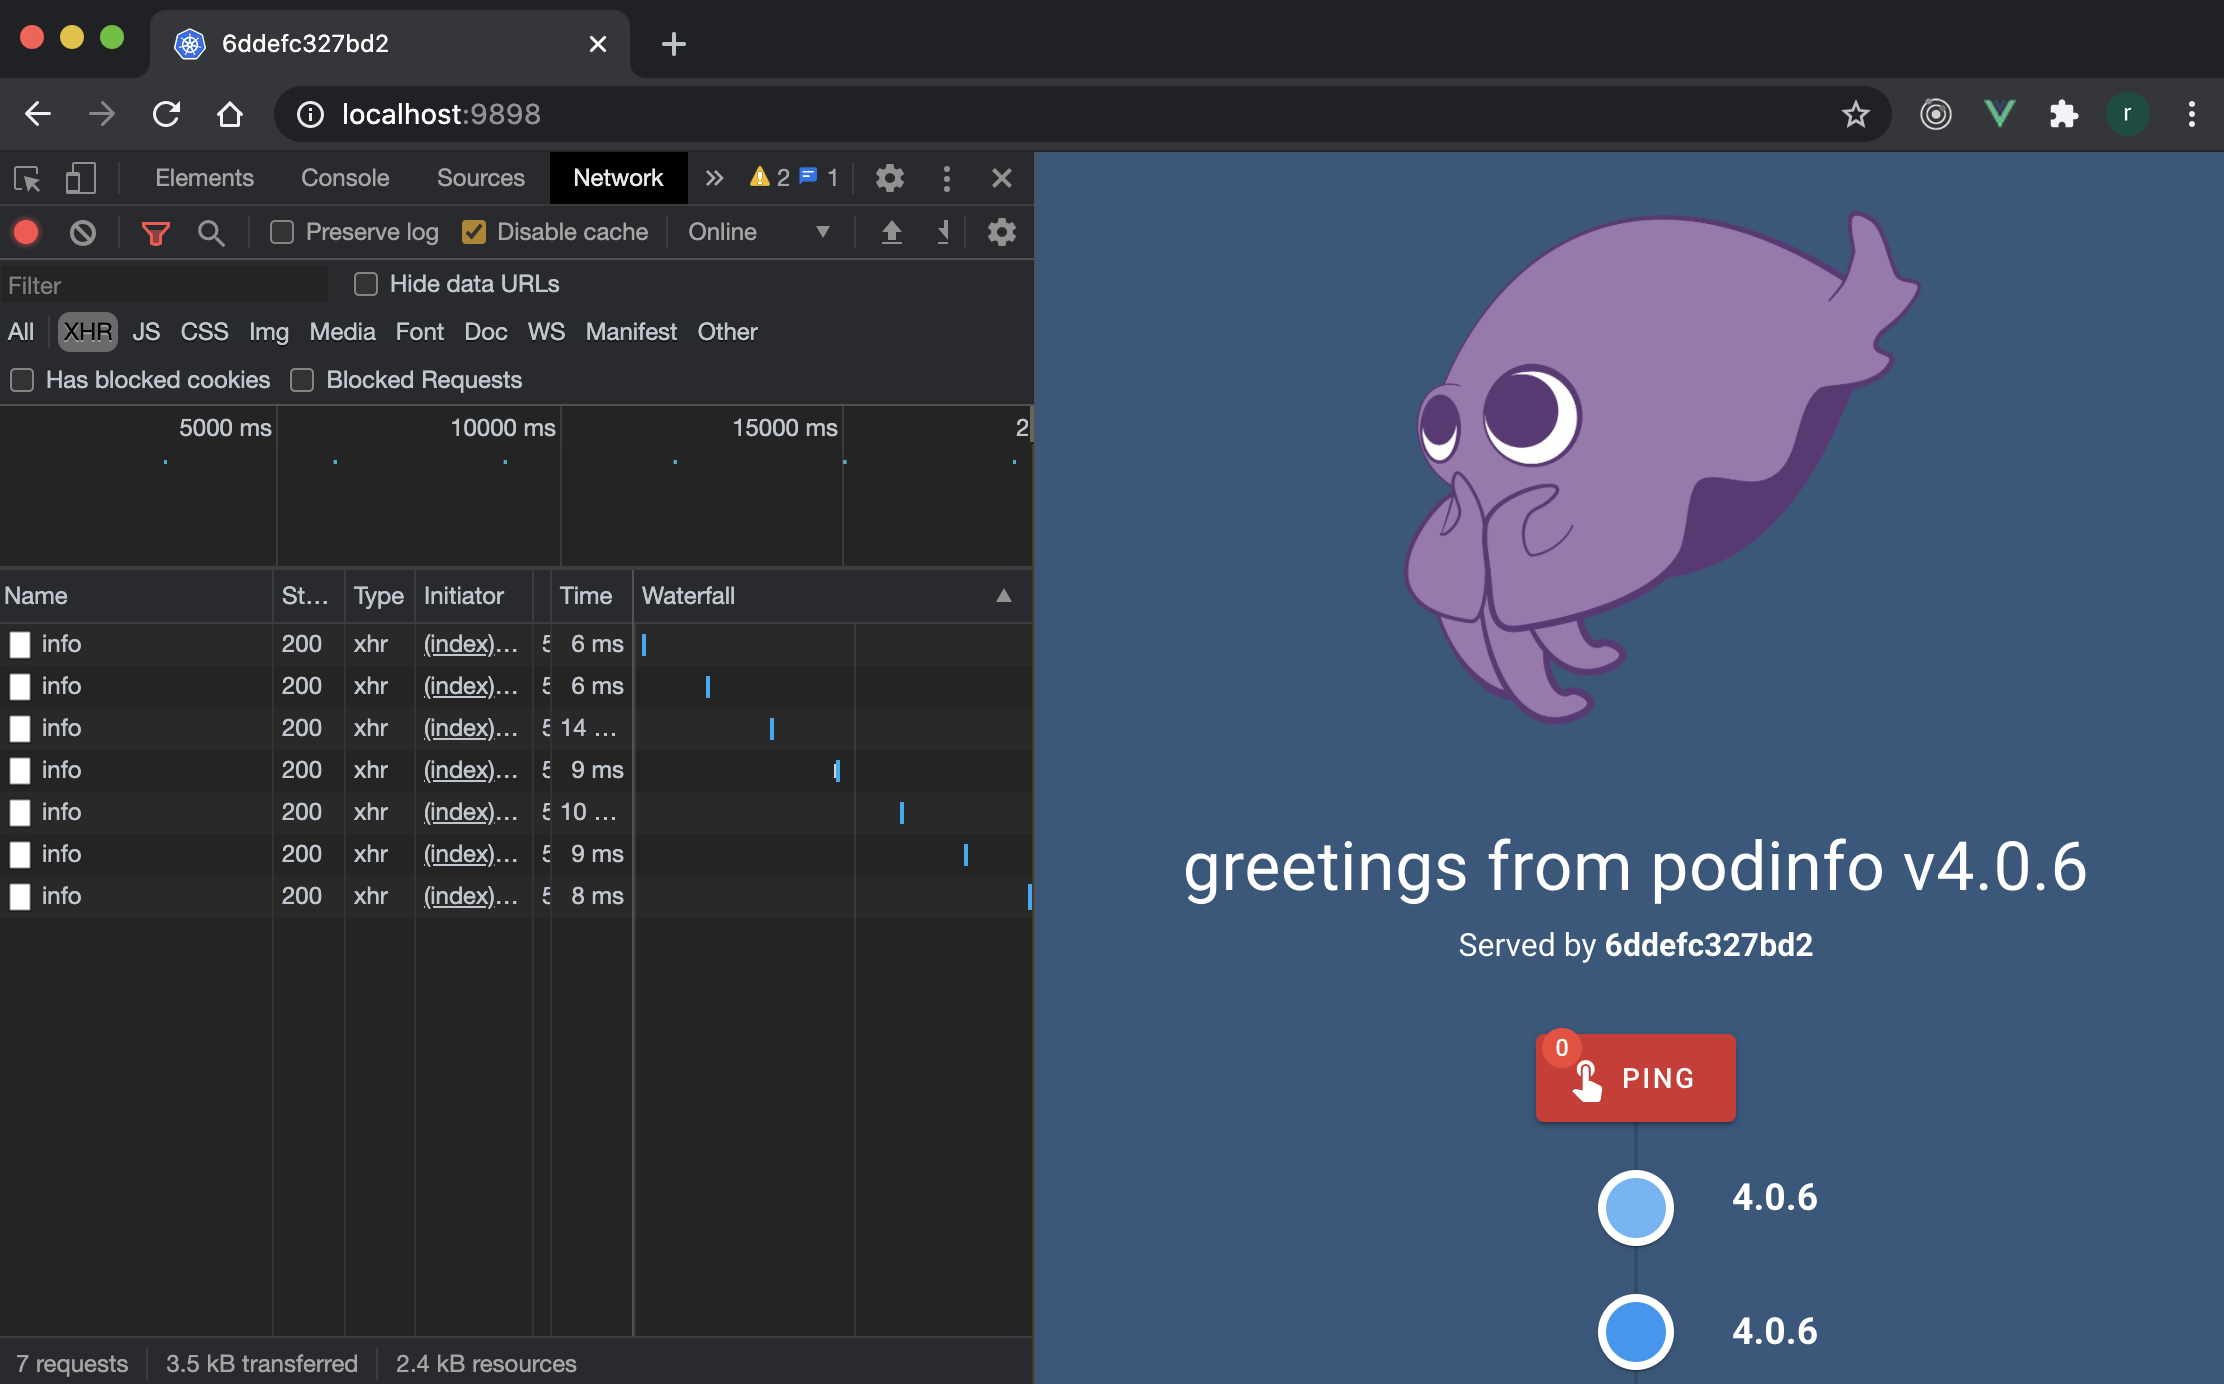 6ddefc327bd2
localhost:9898
r
Elements Console Sources Network 2 1
Preserve log Disable cache Online
Filter Hide data URLs
All XHR JS CSS Img Media Font Doc WS Manifest Other
Has blocked cookies Blocked Requests
5000 ms 10000 ms 15000 ms 2
Name St... Type Initiator Time Waterfall
info 200 xhr (index)... 5 6 ms
info 200 xhr (index)... 5 6 ms
info 200 xhr (index)... 5 14 ...
info 200 xhr (index)... 5 9 ms
info 200 xhr (index)... 5 10 ...
info 200 xhr (index)... 5 9 ms
info 200 xhr (index)... 5 8 ms
7 requests 3.5 kB transferred 2.4 kB resources
greetings from podinfo v4.0.6
Served by 6ddefc327bd2
0
PING
4.0.6
4.0.6